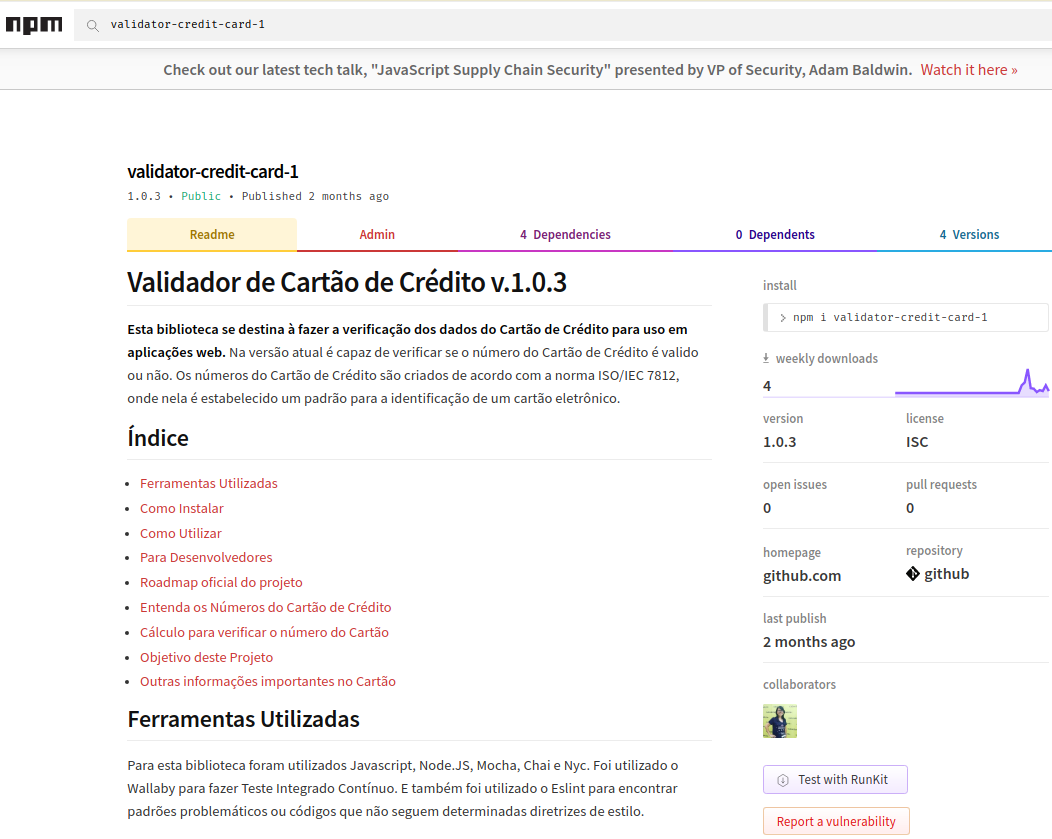 npm
validator-credit-card-1
Check out our latest tech talk, "JavaScript Supply Chain Security" presented by VP of Security, Adam Baldwin. Watch it here »
validator-credit-card-1
1.0.3 • Public • Published 2 months ago
Readme
Admin
4 Dependencies
0 Dependents
4 Versions
Validador de Cartão de Crédito v.1.0.3
Esta biblioteca se destina à fazer a verificação dos dados do Cartão de Crédito para uso em
aplicações web. Na versão atual é capaz de verificar se o número do Cartão de Crédito é valido
ou não. Os números do Cartão de Crédito são criados de acordo com a norma ISO/IEC 7812,
onde nela é estabelecido um padrão para a identificação de um cartão eletrônico.
Índice
• Ferramentas Utilizadas
• Como Instalar
• Como Utilizar
• Para Desenvolvedores
• Roadmap oficial do projeto
• Entenda os Números do Cartão de Crédito
• Cálculo para verificar o número do Cartão
• Objetivo deste Projeto
• Outras informações importantes no Cartão
Ferramentas Utilizadas
Para esta biblioteca foram utilizados Javascript, Node.JS, Mocha, Chai e Nyc. Foi utilizado o
Wallaby para fazer Teste Integrado Contínuo. E também foi utilizado o Eslint para encontrar
padrões problemáticos ou códigos que não seguem determinadas diretrizes de estilo.
install
> npm i validator-credit-card-1
weekly downloads
4
version
license
1.0.3
ISC
open issues
pull requests
0
0
homepage
repository
github.com
github
last publish
2 months ago
collaborators
Test with RunKit
Report a vulnerability